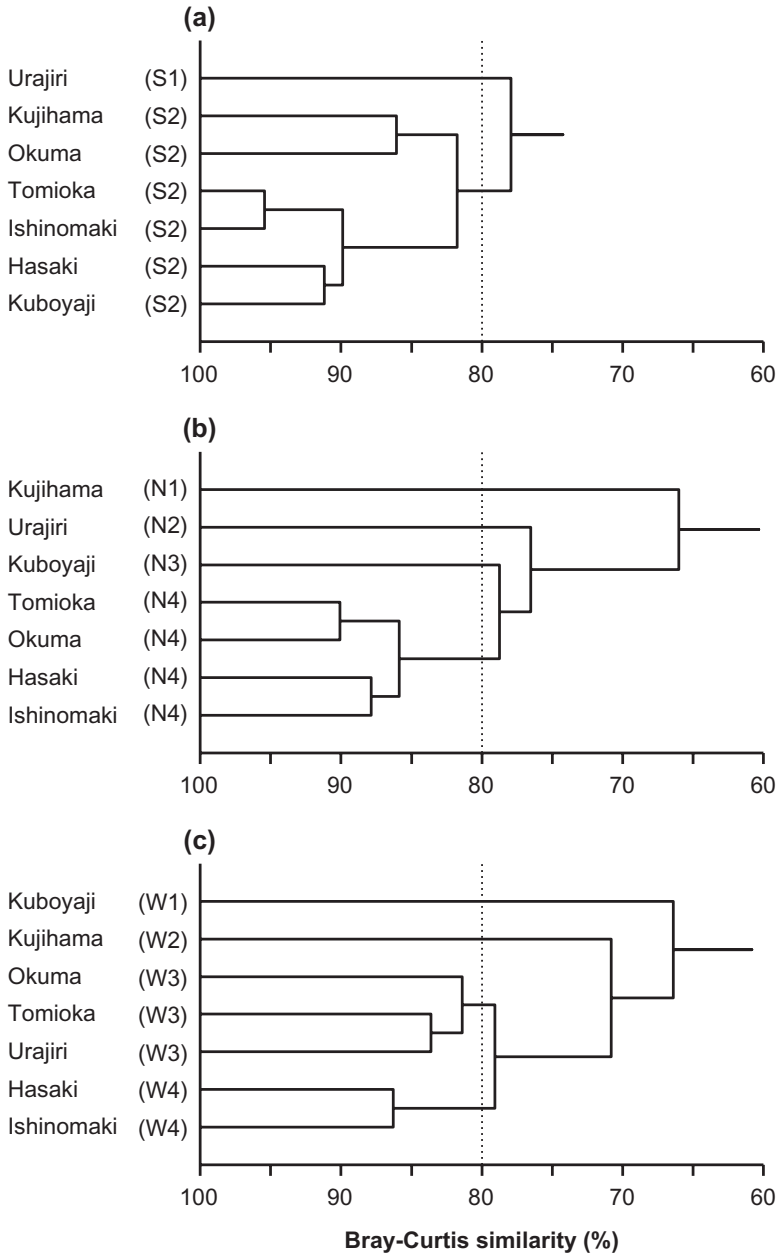 (a)
Urajiri (S1)
Kujihama (S2)
Okuma (S2)
Tomioka (S2)
Ishinomaki (S2)
Hasaki (S2)
Kuboyaji (S2)
100 90 80 70 60
(b)
Kujihama (N1)
Urajiri (N2)
Kuboyaji (N3)
Tomioka (N4)
Okuma (N4)
Hasaki (N4)
Ishinomaki (N4)
100 90 80 70 60
(c)
Kuboyaji (W1)
Kujihama (W2)
Okuma (W3)
Tomioka (W3)
Urajiri (W3)
Hasaki (W4)
Ishinomaki (W4)
100 90 80 70 60
Bray-Curtis similarity (%)